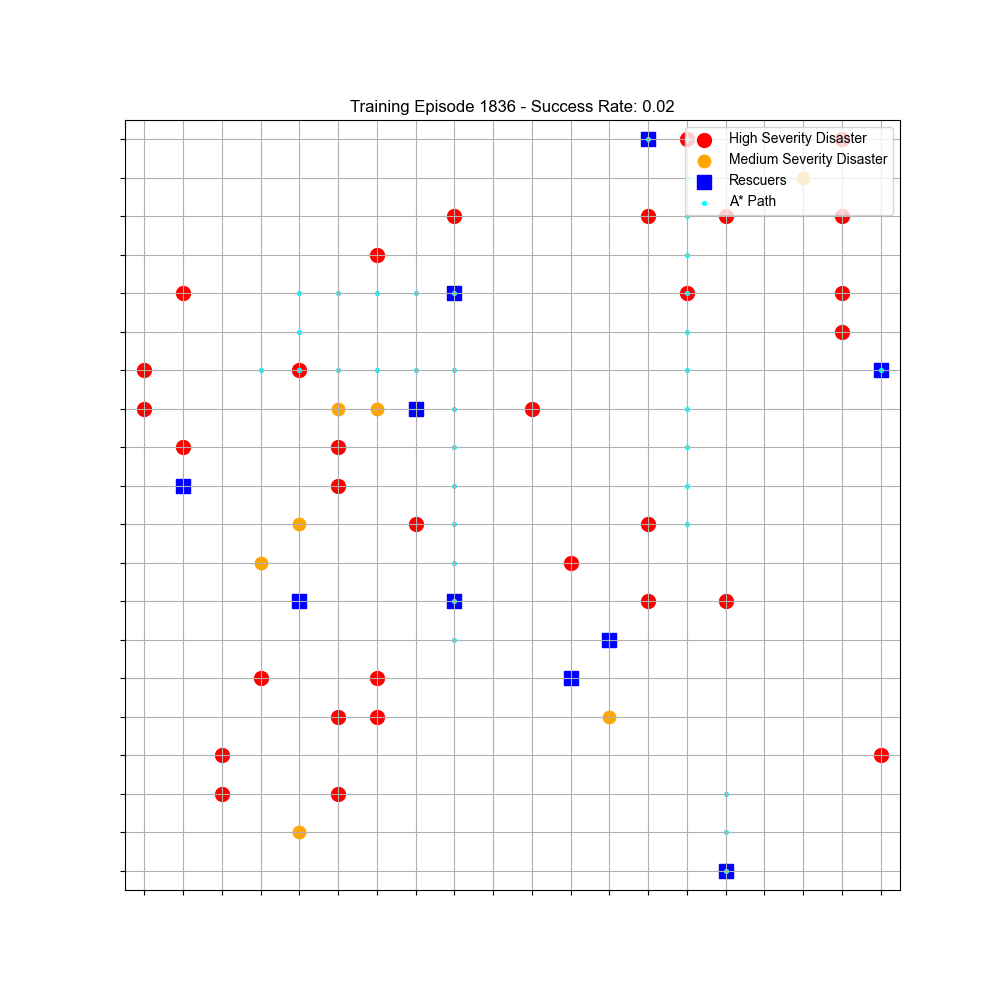 Training Episode 1836 - Success Rate: 0.02
High Severity Disaster
Medium Severity Disaster
Rescuers
A* Path